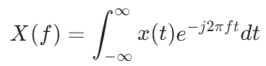 X(f) = ∫_{-∞}^{∞} x(t)e^{-j2πft}dt